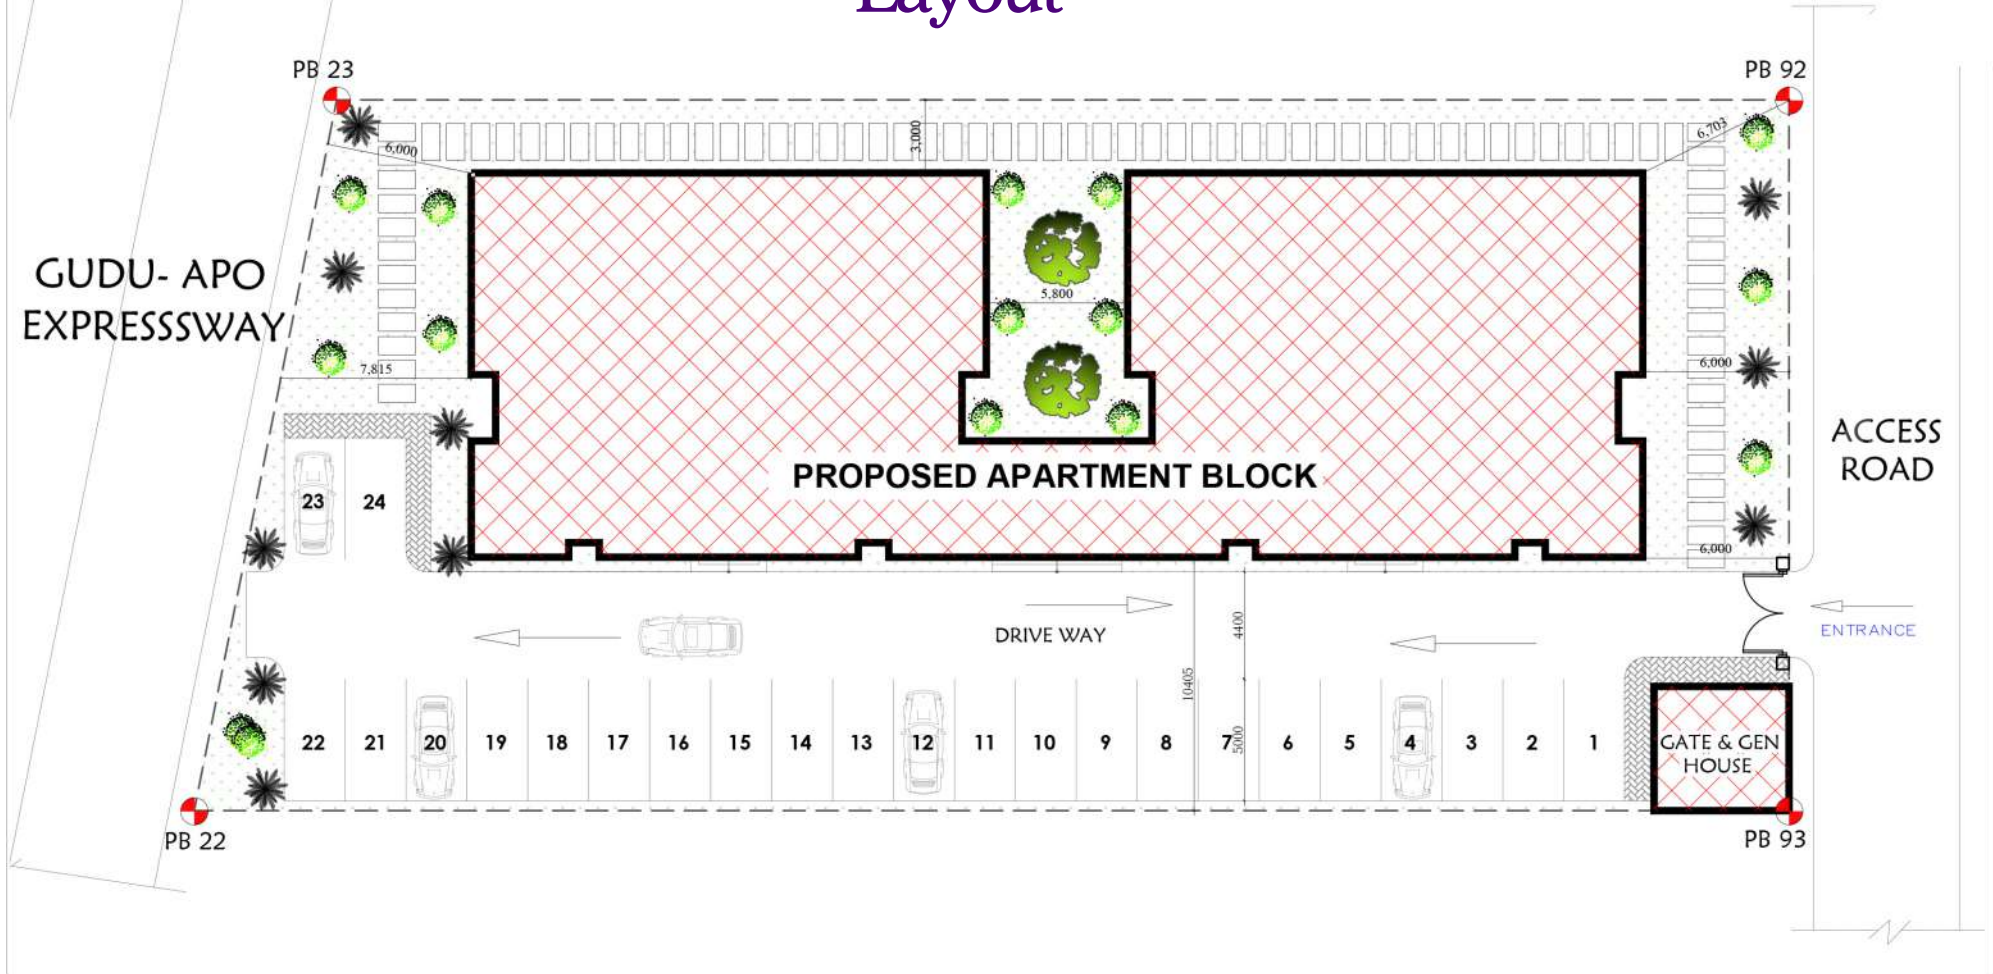 Layout
PB 23
PB 92
6,000
3,000
6,703
GUDU- APO
EXPRESSSWAY
5,800
7,815
6,000
ACCESS
ROAD
PROPOSED APARTMENT BLOCK
23
24
6,000
DRIVE WAY
4400
ENTRANCE
10405
5000
22
21
20
19
18
17
16
15
14
13
12
11
10
9
8
7
6
5
4
3
2
1
GATE & GEN
HOUSE
PB 22
PB 93